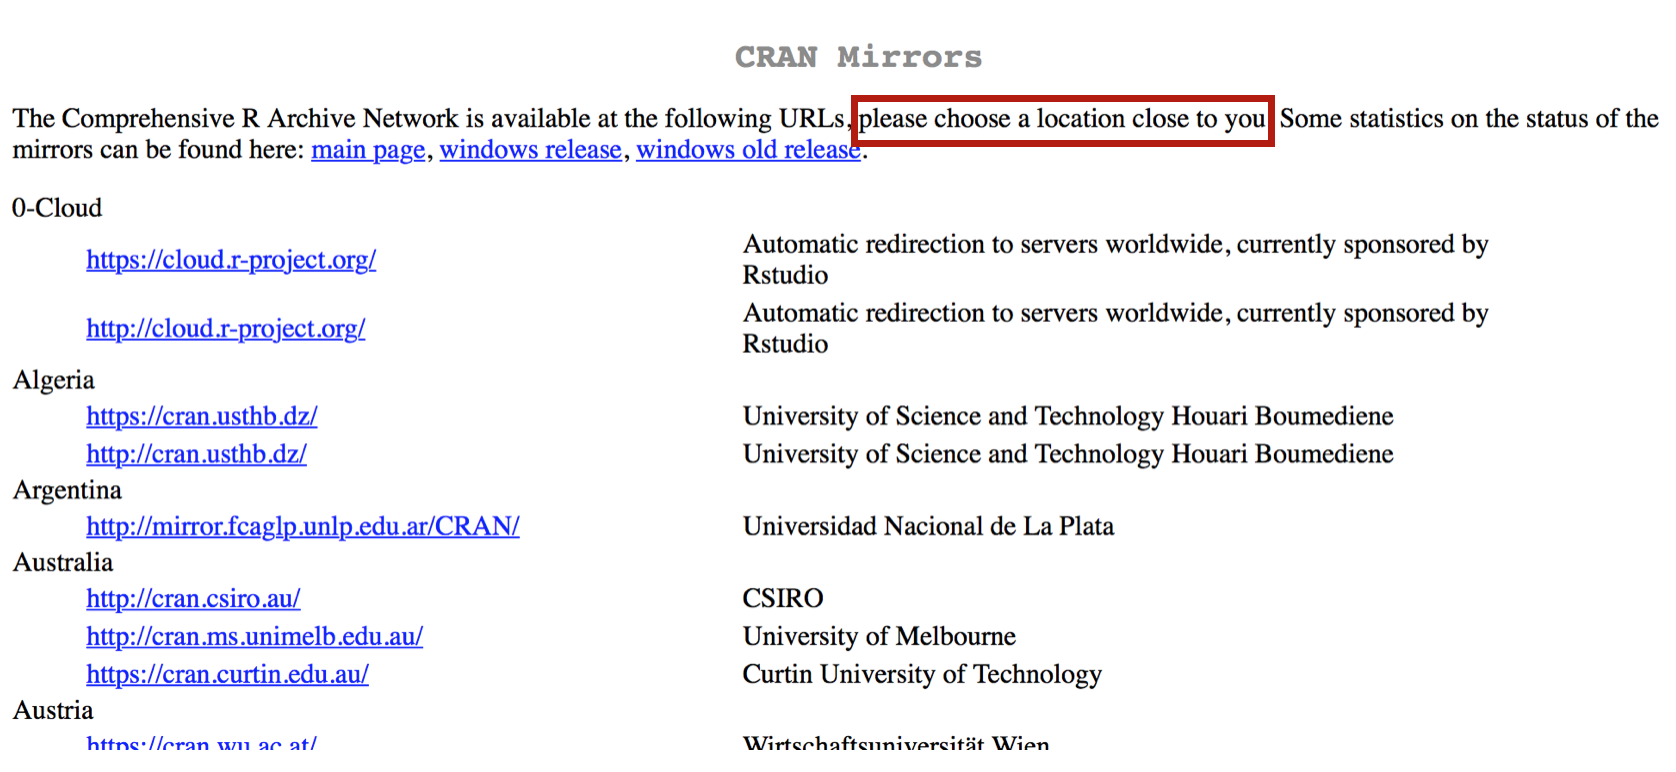 CRAN Mirrors
The Comprehensive R Archive Network is available at the following URLs, please choose a location close to you Some statistics on the status of the
mirrors can be found here: main page, windows release, windows old release.
0-Cloud
https://cloud.r-project.org/ Automatic redirection to servers worldwide, currently sponsored by
Rstudio
http://cloud.r-project.org/ Automatic redirection to servers worldwide, currently sponsored by
Rstudio
Algeria
https://cran.usthb.dz/ University of Science and Technology Houari Boumediene
http://cran.usthb.dz/ University of Science and Technology Houari Boumediene
Argentina
http://mirror.fcaglp.unlp.edu.ar/CRAN/ Universidad Nacional de La Plata
Australia
http://cran.csiro.au/ CSIRO
http://cran.ms.unimelb.edu.au/ University of Melbourne
https://cran.curtin.edu.au/ Curtin University of Technology
Austria
https://cran.wu.ac.at/ Wirtschaftsuniversität Wien